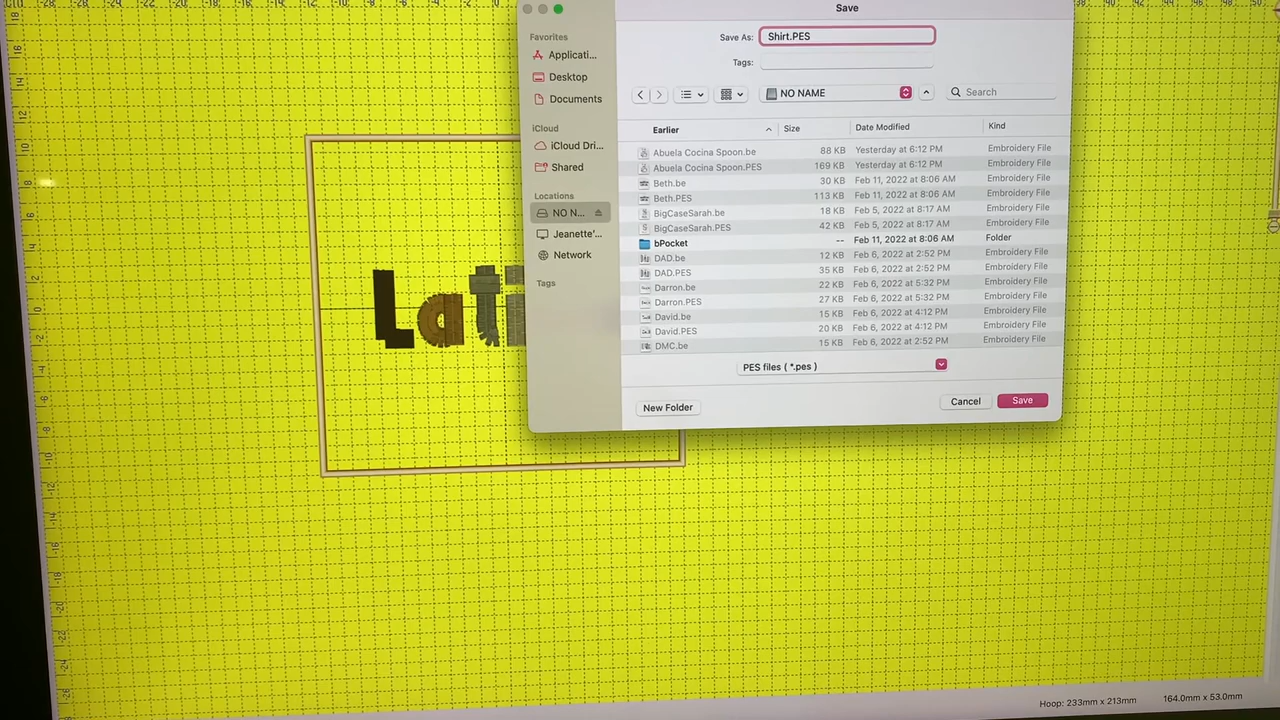 Save
Save As: Shirt.PES
Tags:
NO NAME
Search
Favorites
Applicati...
Desktop
Documents
iCloud
iCloud Dri...
Shared
Locations
NO N...
Jeanette'...
Network
Tags
Earlier Size Date Modified Kind
Abuela Cocina Spoon.be 88 KB Yesterday at 6:12 PM Embroidery File
Abuela Cocina Spoon.PES 169 KB Yesterday at 6:12 PM Embroidery File
Beth.be 30 KB Feb 11, 2022 at 8:06 AM Embroidery File
Beth.PES 113 KB Feb 11, 2022 at 8:06 AM Embroidery File
BigCaseSarah.be 18 KB Feb 5, 2022 at 8:17 AM Embroidery File
BigCaseSarah.PES 42 KB Feb 5, 2022 at 8:17 AM Embroidery File
bPocket -- Feb 11, 2022 at 8:06 AM Folder
DAD.be 12 KB Feb 6, 2022 at 2:52 PM Embroidery File
DAD.PES 35 KB Feb 6, 2022 at 2:52 PM Embroidery File
Darron.be 22 KB Feb 6, 2022 at 5:32 PM Embroidery File
Darron.PES 27 KB Feb 6, 2022 at 5:32 PM Embroidery File
David.be 15 KB Feb 6, 2022 at 4:12 PM Embroidery File
David.PES 20 KB Feb 6, 2022 at 4:12 PM Embroidery File
DMC.be 15 KB Feb 6, 2022 at 2:52 PM Embroidery File
PES files ( *.pes )
New Folder Cancel Save
Lati
Hoop: 233mm x 213mm 164.0mm x 53.0mm